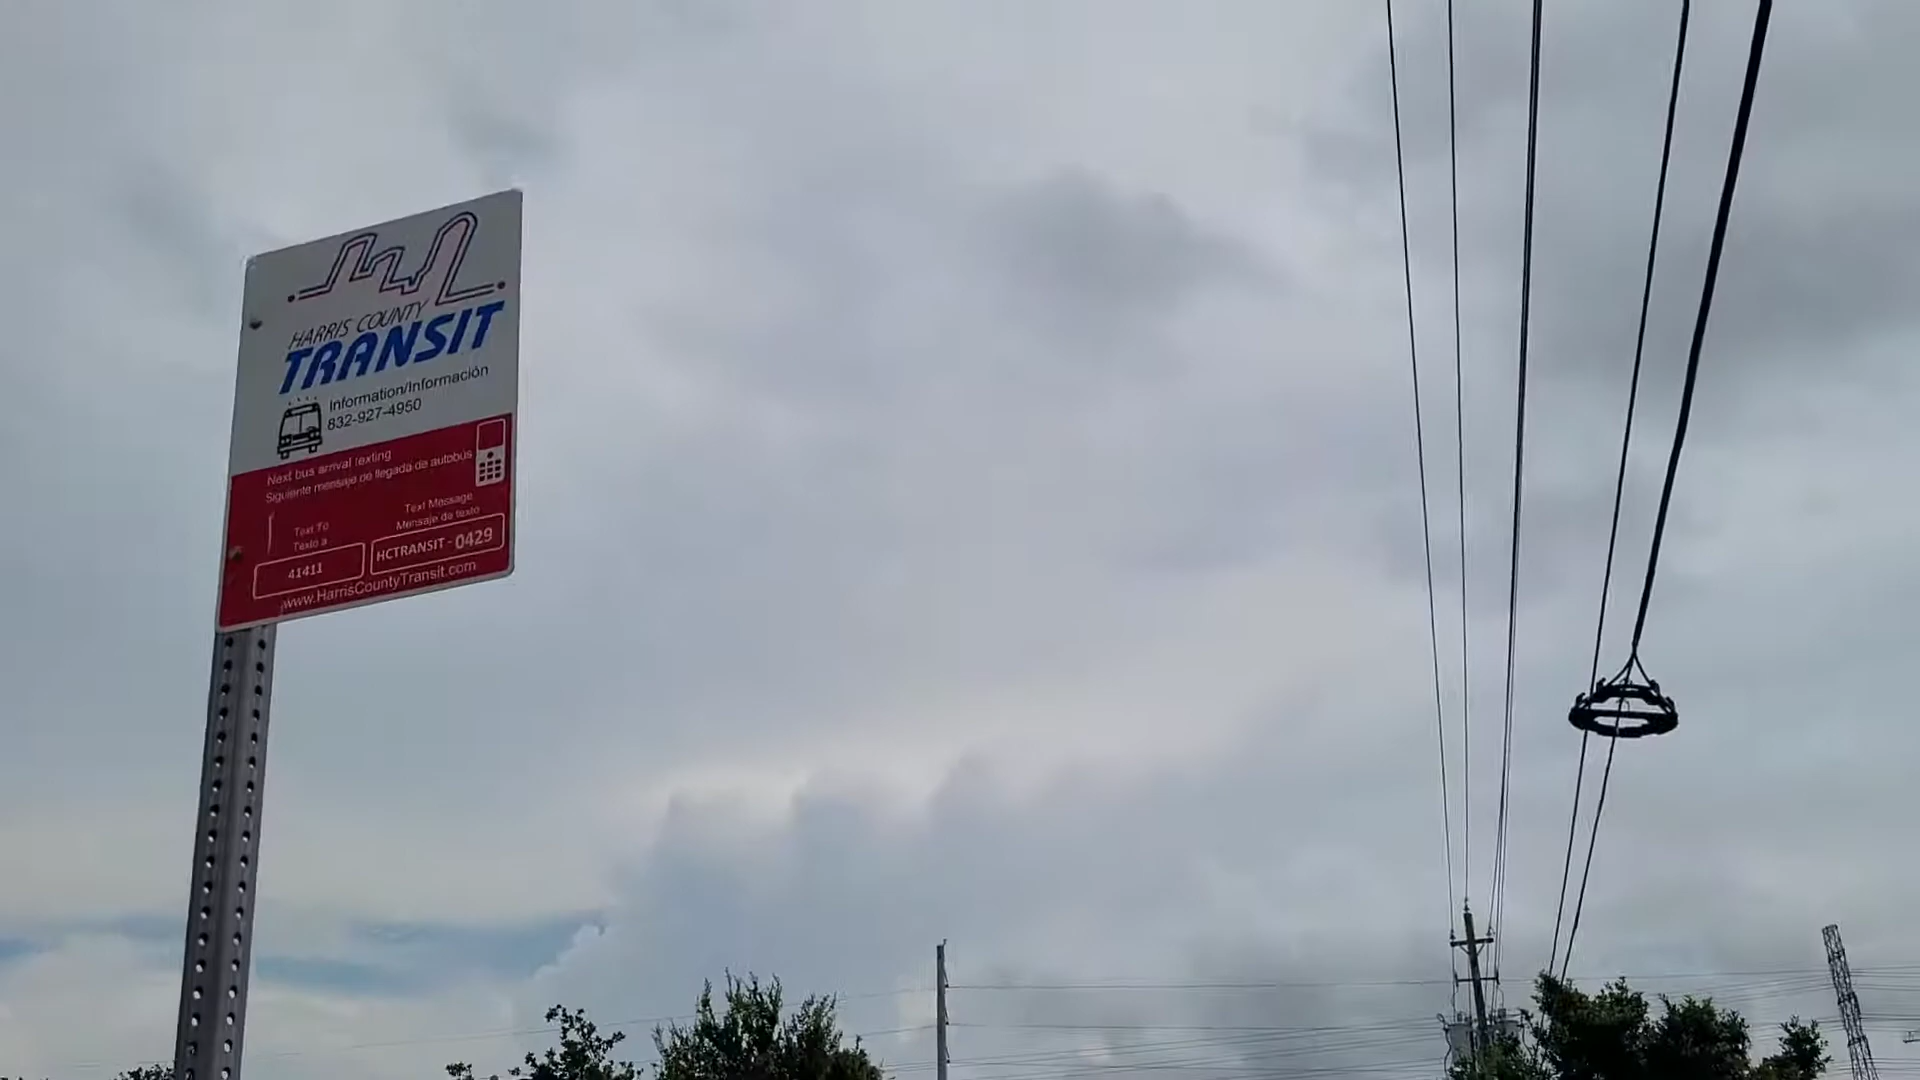 HARRIS COUNTY
TRANSIT
Information/Información
832-927-4950
Next bus arrival texting
Siguiente mensaje de llegada de autobús
Text To
Texto a
41411
Text Message
Mensaje de texto
HCTRANSIT - 0429
www.HarrisCountyTransit.com